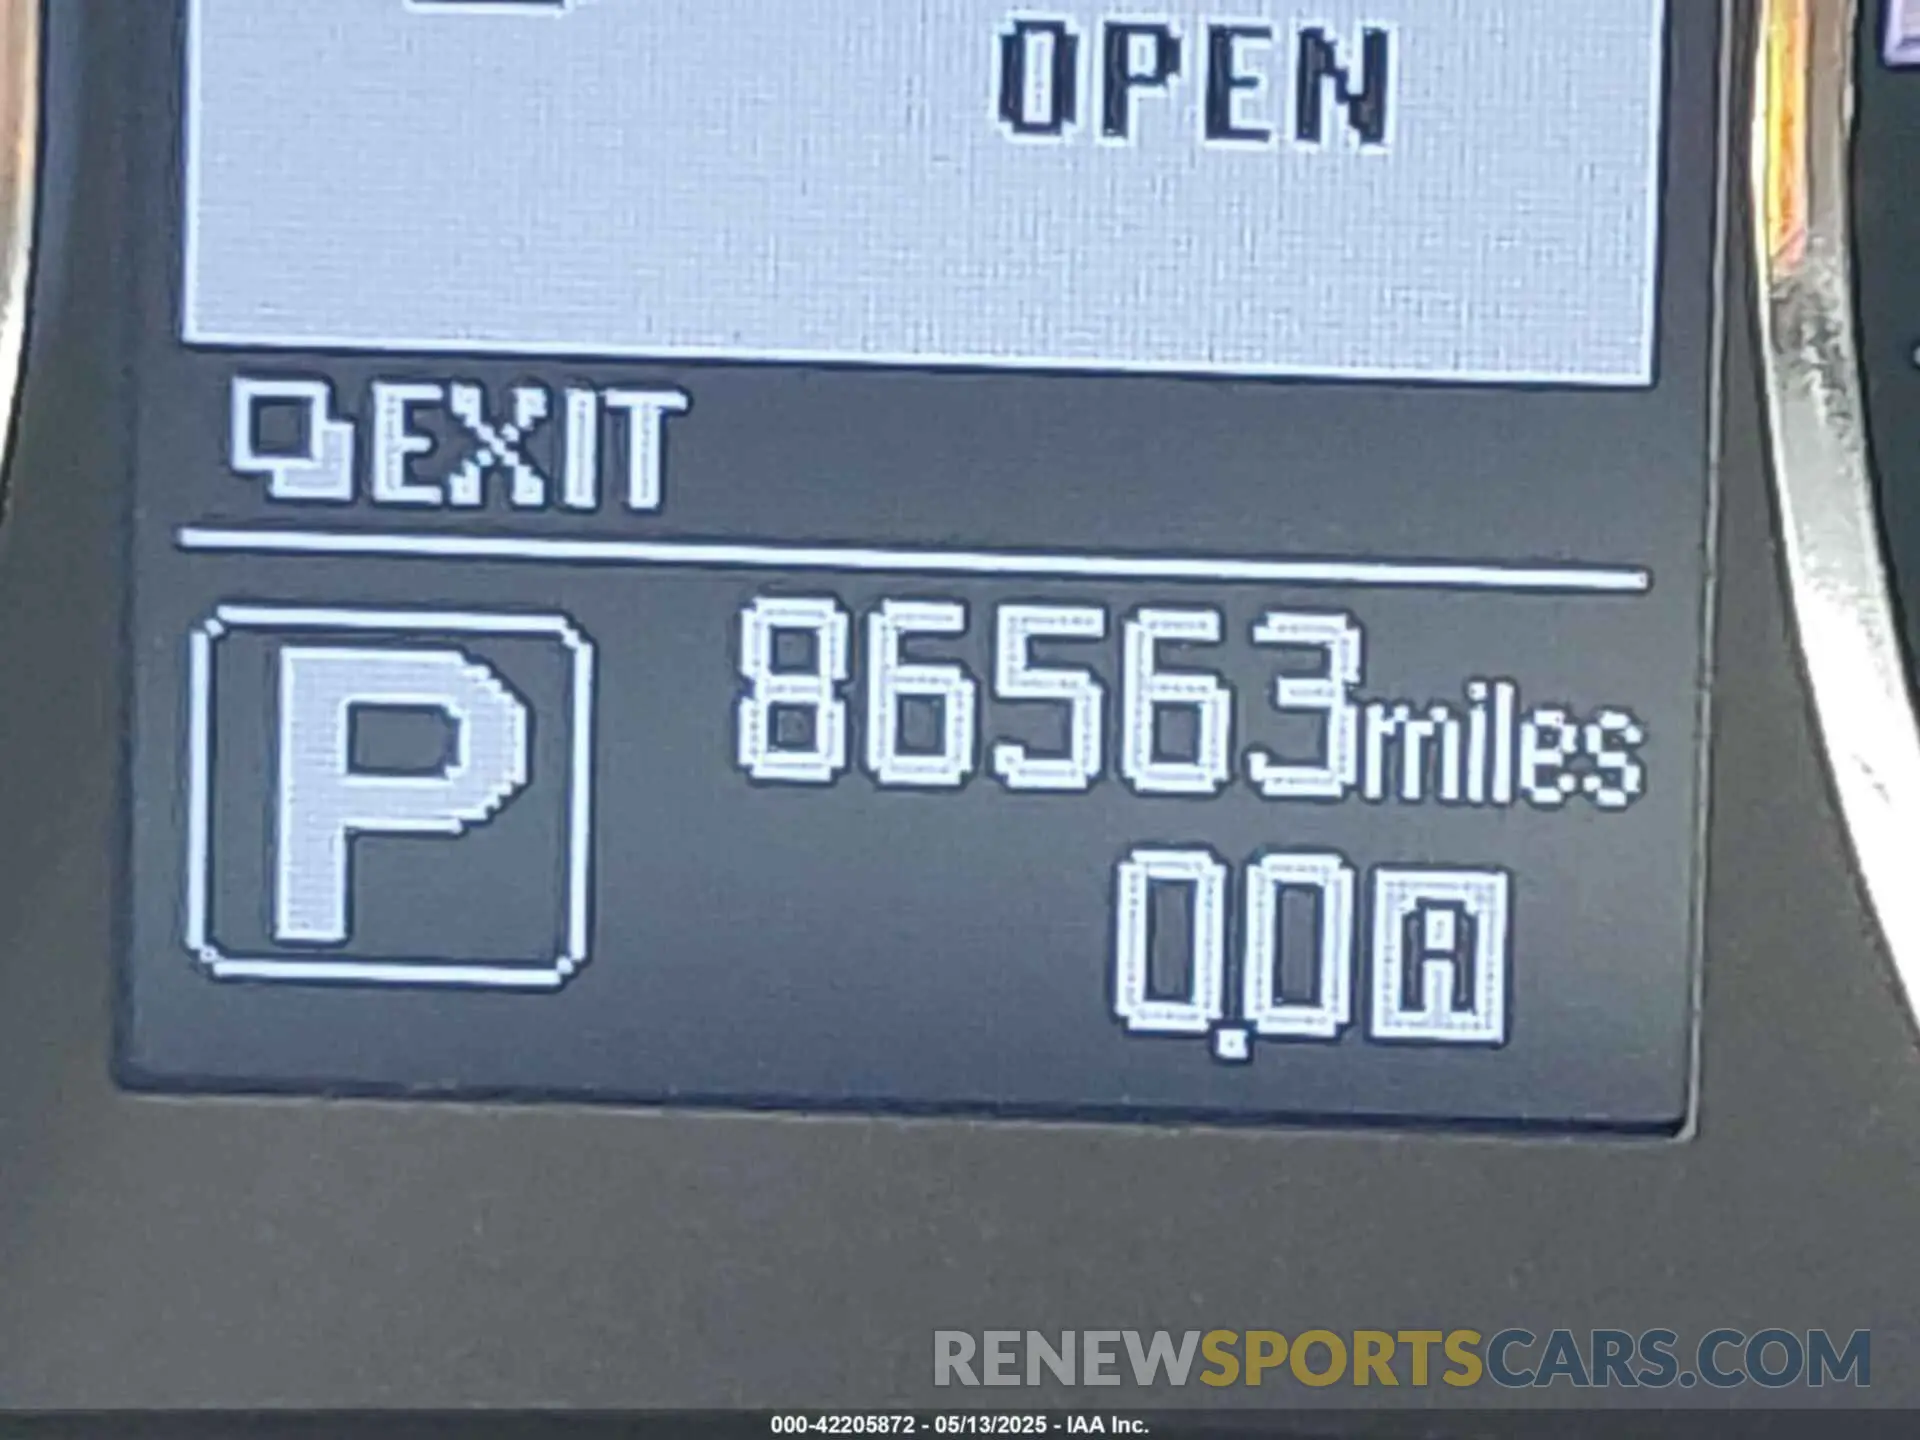 OPEN
EXIT
P
86563miles
0.0A
RENEWSPORTSCARS.COM
000-42205872 - 05/13/2025 - IAA Inc.